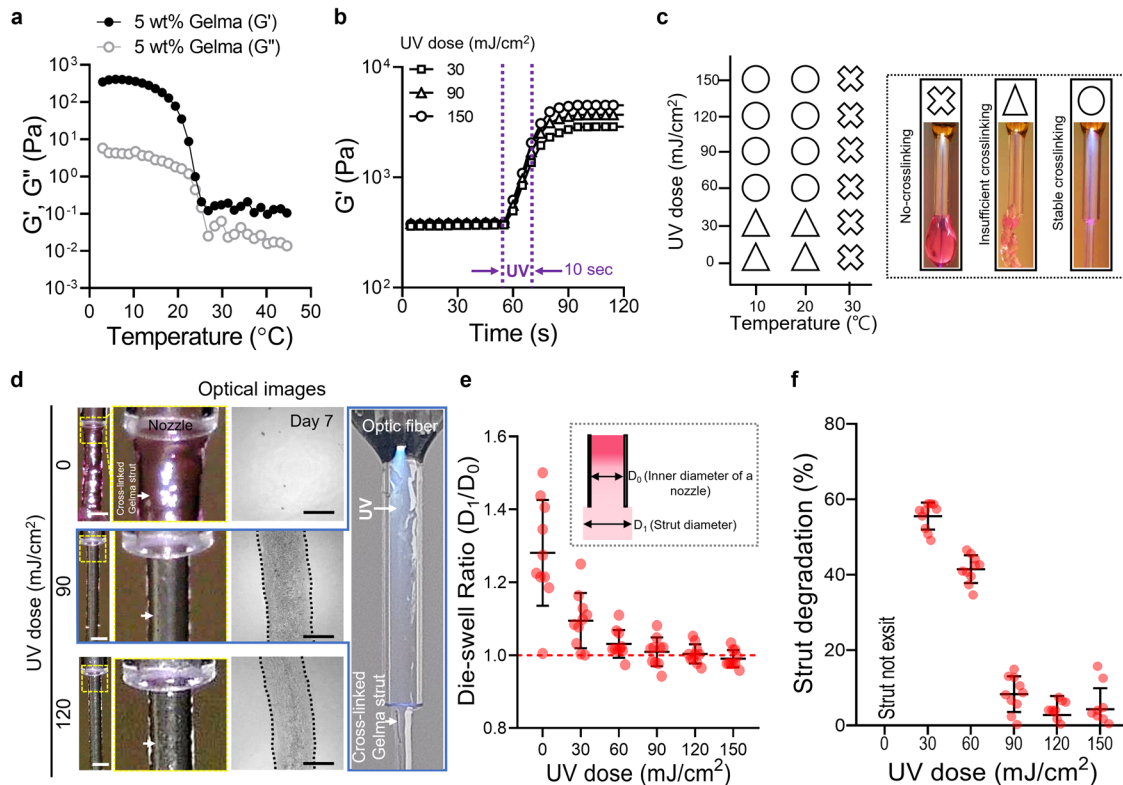 a
5 wt% Gelma (G')
5 wt% Gelma (G")
G', G" (Pa)
10³
10²
10¹
10⁰
10⁻¹
10⁻²
10⁻³
0 10 20 30 40 50
Temperature (°C)
b
UV dose (mJ/cm²)
30
90
150
G' (Pa)
10⁴
10³
10²
UV
10 sec
0 30 60 90 120
Time (s)
c
UV dose (mJ/cm²)
150
120
90
60
30
0
10 20 30
Temperature (℃)
No-crosslinking
Insufficient crosslinking
Stable crosslinking
d
Optical images
UV dose (mJ/cm²)
0
90
120
Nozzle
Cross-linked
Gelma strut
Day 7
Optic fiber
UV
Cross-linked
Gelma strut
e
Die-swell Ratio (D₁/D₀)
1.6
1.4
1.2
1.0
0.8
D₀ (Inner diameter of a
nozzle)
D₁ (Strut diameter)
0 30 60 90 120 150
UV dose (mJ/cm²)
f
Strut degradation (%)
80
60
40
20
0
Strut not exsit
0 30 60 90 120 150
UV dose (mJ/cm²)